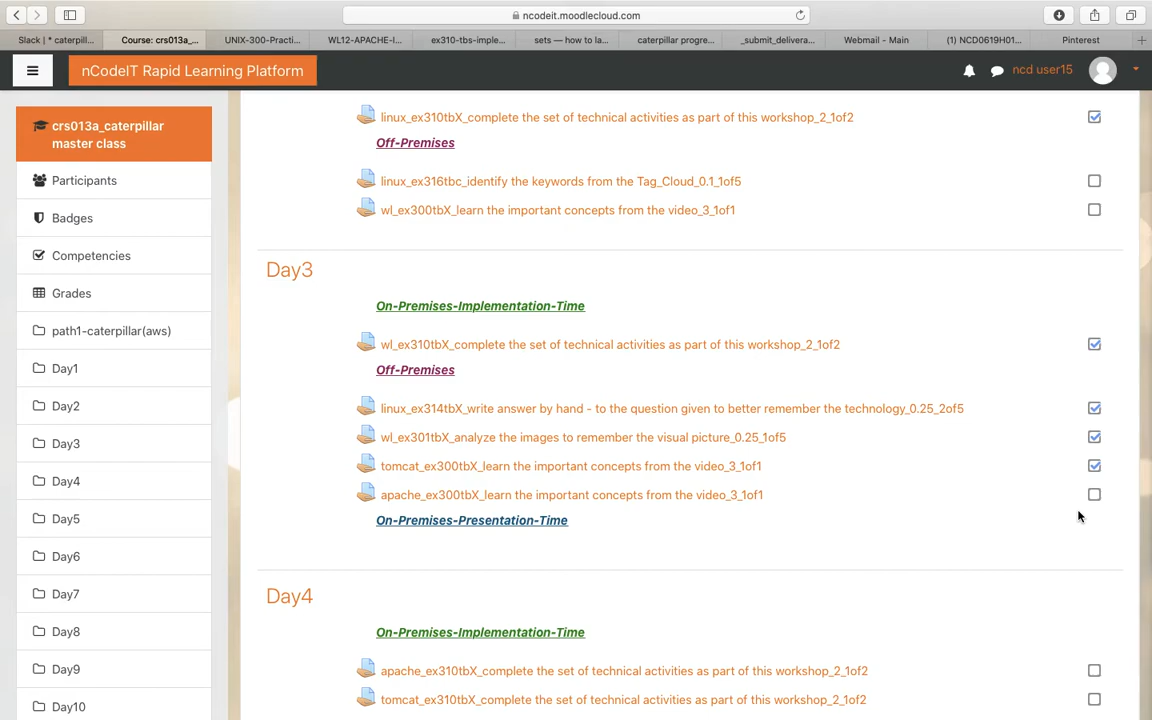 ncodeit.moodlecloud.com
Slack | * caterpill...
Course: crs013a_...
UNIX-300-Practi...
WL12-APACHE-I...
ex310-tbs-imple...
sets — how to la...
caterpillar progre...
_submit_delivera...
Webmail - Main
(1) NCD0619H01...
Pinterest
nCodeIT Rapid Learning Platform
ncd user15
crs013a_caterpillar
master class
Participants
Badges
Competencies
Grades
path1-caterpillar(aws)
Day1
Day2
Day3
Day4
Day5
Day6
Day7
Day8
Day9
Day10
linux_ex310tbX_complete the set of technical activities as part of this workshop_2_1of2
Off-Premises
linux_ex316tbc_identify the keywords from the Tag_Cloud_0.1_1of5
wl_ex300tbX_learn the important concepts from the video_3_1of1
Day3
On-Premises-Implementation-Time
wl_ex310tbX_complete the set of technical activities as part of this workshop_2_1of2
Off-Premises
linux_ex314tbX_write answer by hand - to the question given to better remember the technology_0.25_2of5
wl_ex301tbX_analyze the images to remember the visual picture_0.25_1of5
tomcat_ex300tbX_learn the important concepts from the video_3_1of1
apache_ex300tbX_learn the important concepts from the video_3_1of1
On-Premises-Presentation-Time
Day4
On-Premises-Implementation-Time
apache_ex310tbX_complete the set of technical activities as part of this workshop_2_1of2
tomcat_ex310tbX_complete the set of technical activities as part of this workshop_2_1of2